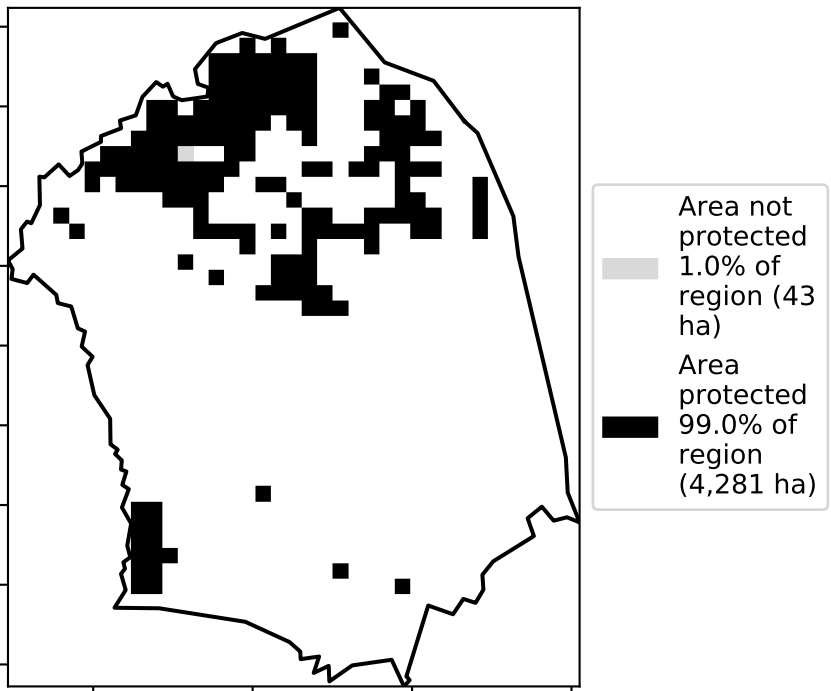 Area not
protected
1.0% of
region (43
ha)
Area
protected
99.0% of
region
(4,281 ha)